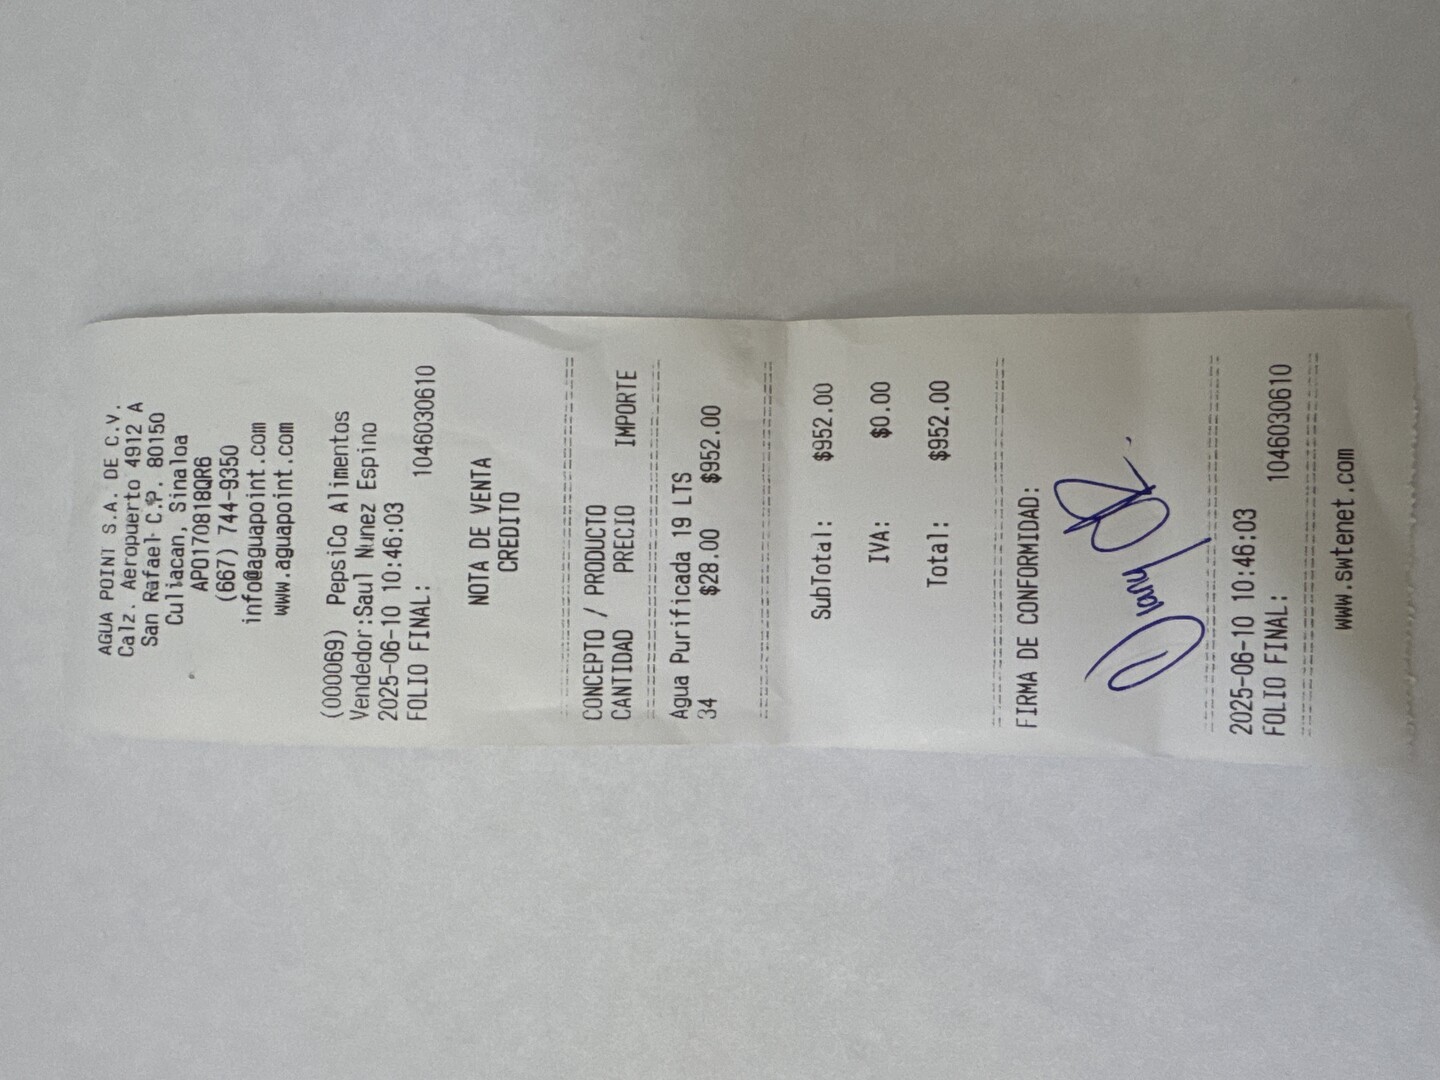 AGUA POINT S.A. DE C.V.
Calz. Aeropuerto 4912 A
San Rafael C.P. 80150
Culiacan, Sinaloa
APO170818QR6
(667) 744-9350
info@aguapoint.com
www.aguapoint.com
(000069) PepsiCo Alimentos
Vendedor:Saul Nunez Espino
2025-06-10 10:46:03
FOLIO FINAL: 1046030610
NOTA DE VENTA
CREDITO
CONCEPTO / PRODUCTO
CANTIDAD PRECIO IMPORTE
Agua Purificada 19 LTS
34 $28.00 $952.00
SubTotal: $952.00
IVA: $0.00
Total: $952.00
FIRMA DE CONFORMIDAD:
2025-06-10 10:46:03
FOLIO FINAL: 1046030610
www.swtenet.com